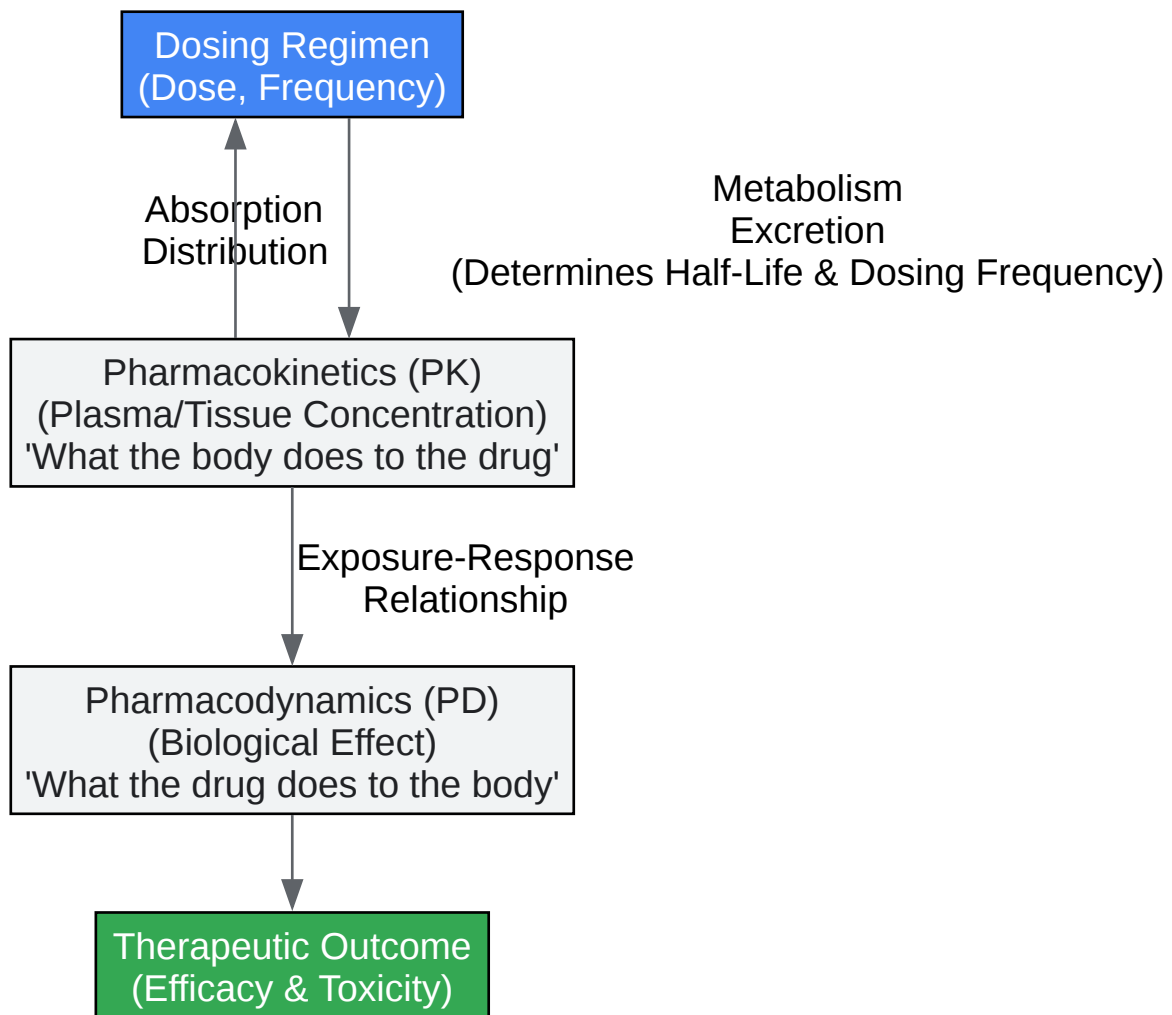 Dosing Regimen
(Dose, Frequency)
Absorption
Distribution
Metabolism
Excretion
(Determines Half-Life & Dosing Frequency)
Pharmacokinetics (PK)
(Plasma/Tissue Concentration)
'What the body does to the drug'
Exposure-Response
Relationship
Pharmacodynamics (PD)
(Biological Effect)
'What the drug does to the body'
Therapeutic Outcome
(Efficacy & Toxicity)